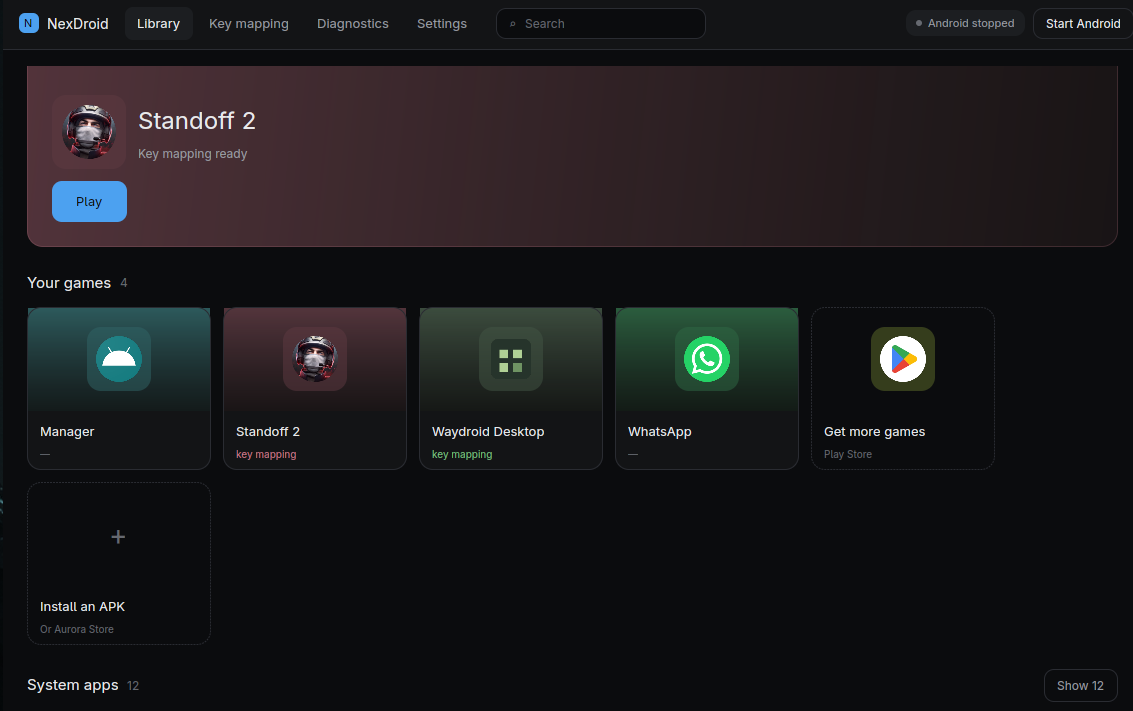 N NexDroid Library Key mapping Diagnostics Settings Search Android stopped Start Android
Standoff 2
Key mapping ready
Play
Your games 4
Manager Standoff 2 Waydroid Desktop WhatsApp Get more games
— key mapping key mapping — Play Store
+
Install an APK
Or Aurora Store
System apps 12 Show 12